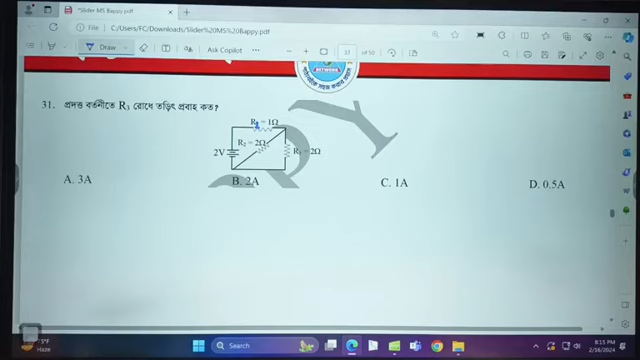 *Slider MS Bappy.pdf
File C:/Users/FC/Downloads/Slider%20MS%20Bappy.pdf
Draw Ask Copilot 37 of 50
NETWORK
31. প্রদত্ত বর্তনীতে R₃ রোধে তড়িৎ প্রবাহ কত?
= 1Ω
R₂ = 2Ω
2V
= 2Ω
A. 3A B. 2A C. 1A D. 0.5A
Haze
Search
8:15 PM
2/16/2024